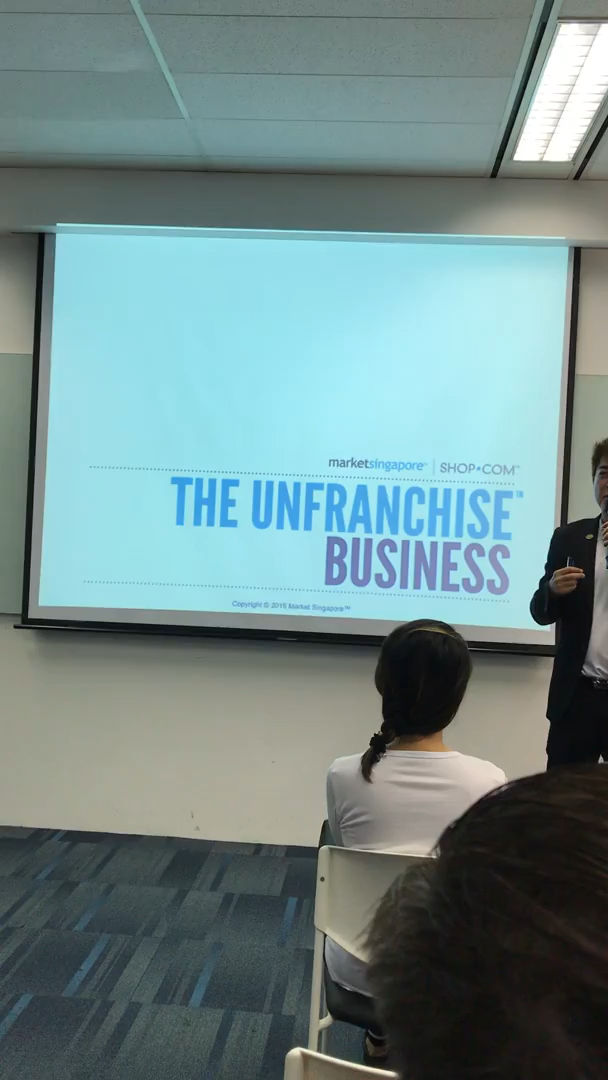 marketsingapore™ | SHOP•COM™
THE UNFRANCHISE™
BUSINESS
Copyright © 2015 Market Singapore™